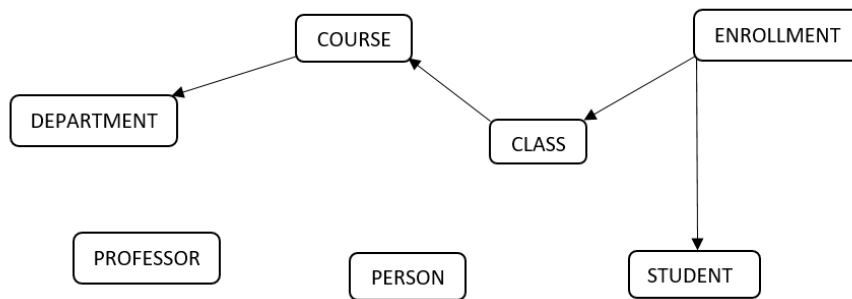 COURSE
ENROLLMENT
DEPARTMENT
CLASS
PROFESSOR
PERSON
STUDENT